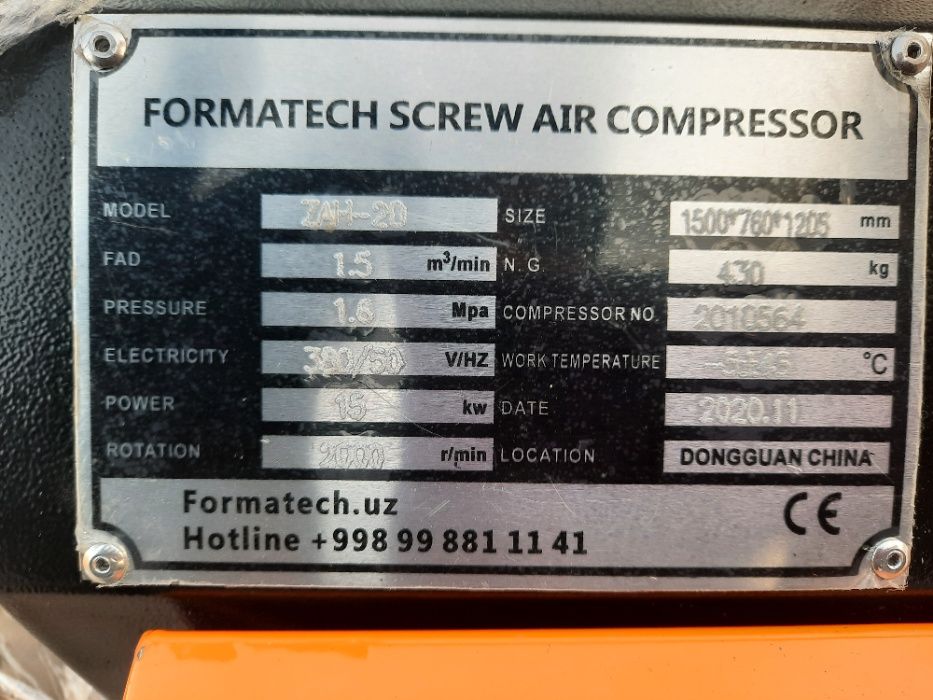 FORMATECH SCREW AIR COMPRESSOR
MODEL ZAH-20 SIZE 1500*760*1205 mm
FAD 1.5 m³/min N.G. 430 kg
PRESSURE 1.6 Mpa COMPRESSOR NO. 2010564
ELECTRICITY 380/50 V/HZ WORK TEMPERATURE °C
POWER 15 kw DATE 2020.11
ROTATION r/min LOCATION DONGGUAN CHINA
Formatech.uz CE
Hotline +998 99 881 11 41